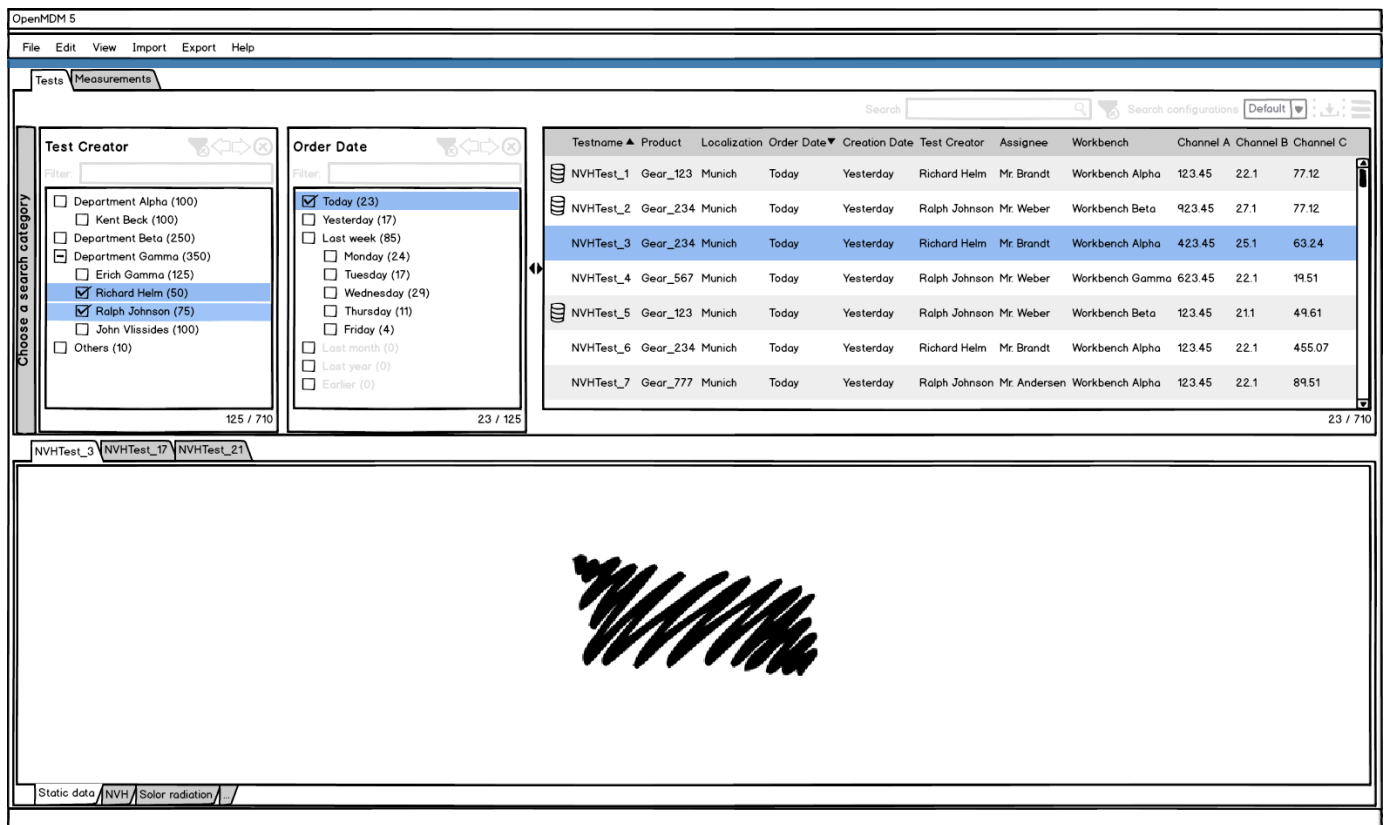 OpenMDM 5
File Edit View Import Export Help
Tests Measurements
Search Search configurations Default
Choose a search category
Test Creator
Filter:
Department Alpha (100)
Kent Beck (100)
Department Beta (250)
Department Gamma (350)
Erich Gamma (125)
Richard Helm (50)
Ralph Johnson (75)
John Vlissides (100)
Others (10)
125 / 710
Order Date
Filter:
Today (23)
Yesterday (17)
Last week (85)
Monday (24)
Tuesday (17)
Wednesday (29)
Thursday (11)
Friday (4)
Last month (0)
Last year (0)
Earlier (0)
23 / 125
Testname Product Localization Order Date Creation Date Test Creator Assignee Workbench Channel A Channel B Channel C
NVHTest_1 Gear_123 Munich Today Yesterday Richard Helm Mr. Brandt Workbench Alpha 123.45 22.1 77.12
NVHTest_2 Gear_234 Munich Today Yesterday Ralph Johnson Mr. Weber Workbench Beta 923.45 27.1 77.12
NVHTest_3 Gear_234 Munich Today Yesterday Richard Helm Mr. Brandt Workbench Alpha 423.45 25.1 63.24
NVHTest_4 Gear_567 Munich Today Yesterday Ralph Johnson Mr. Weber Workbench Gamma 623.45 22.1 19.51
NVHTest_5 Gear_123 Munich Today Yesterday Ralph Johnson Mr. Weber Workbench Beta 123.45 21.1 49.61
NVHTest_6 Gear_234 Munich Today Yesterday Richard Helm Mr. Brandt Workbench Alpha 123.45 22.1 455.07
NVHTest_7 Gear_777 Munich Today Yesterday Ralph Johnson Mr. Andersen Workbench Alpha 123.45 22.1 89.51
23 / 710
NVHTest_3 NVHTest_17 NVHTest_21
Static data NVH Solor radiation ...